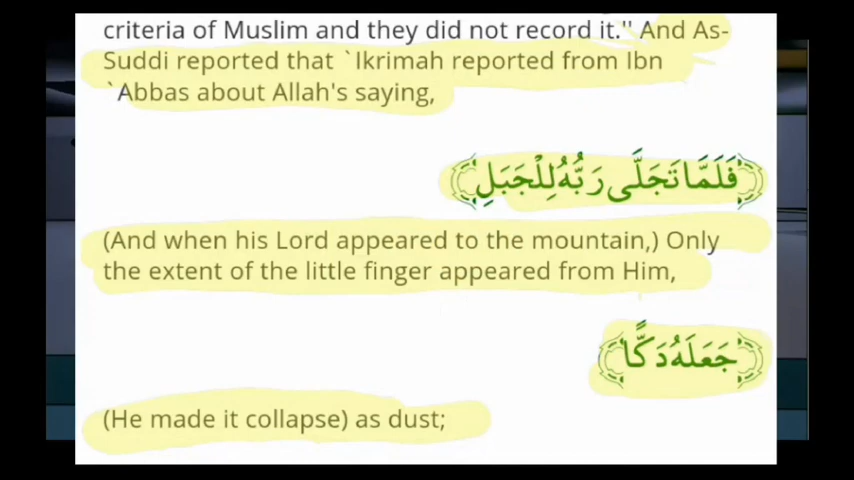 criteria of Muslim and they did not record it.'' And As-
Suddi reported that `Ikrimah reported from Ibn
`Abbas about Allah's saying,
﴿فَلَمَّا تَجَلَّى رَبُّهُ لِلْجَبَلِ﴾
(And when his Lord appeared to the mountain,) Only
the extent of the little finger appeared from Him,
﴿جَعَلَهُ دَكًّا﴾
(He made it collapse) as dust;